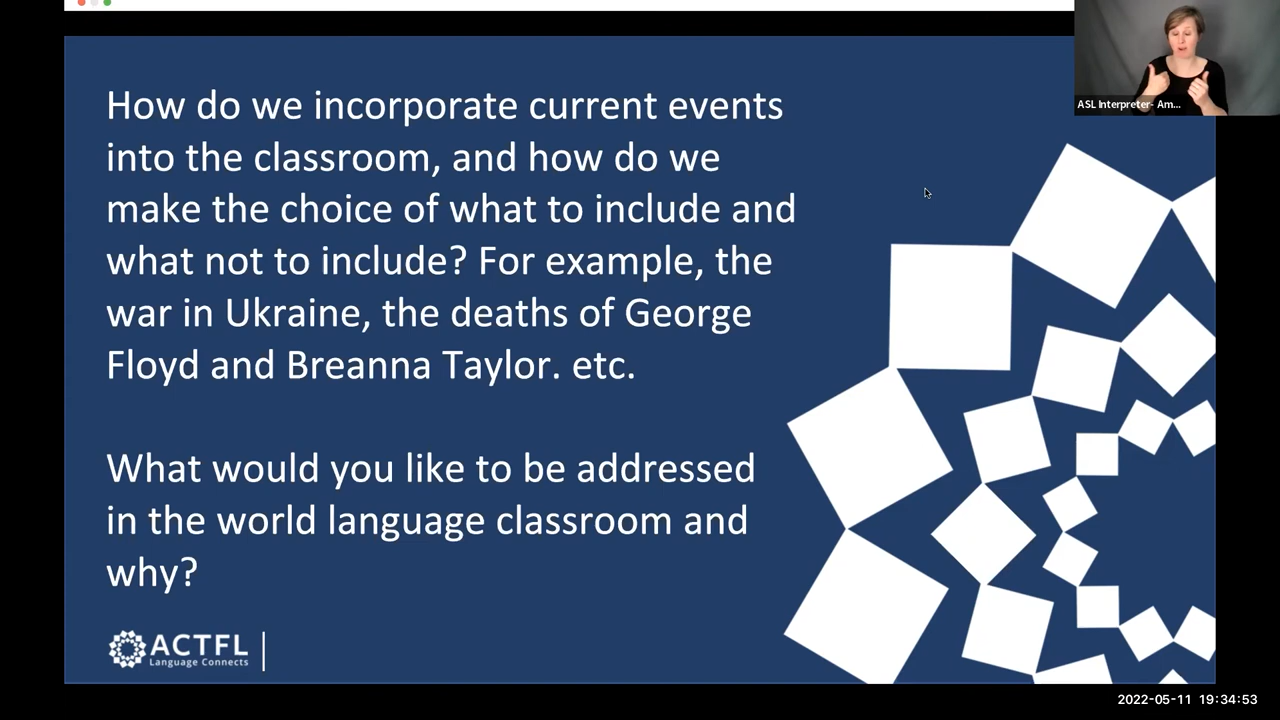 ASL Interpreter- Am...
How do we incorporate current events
into the classroom, and how do we
make the choice of what to include and
what not to include? For example, the
war in Ukraine, the deaths of George
Floyd and Breanna Taylor. etc.
What would you like to be addressed
in the world language classroom and
why?
ACTFL
Language Connects
2022-05-11 19:34:53